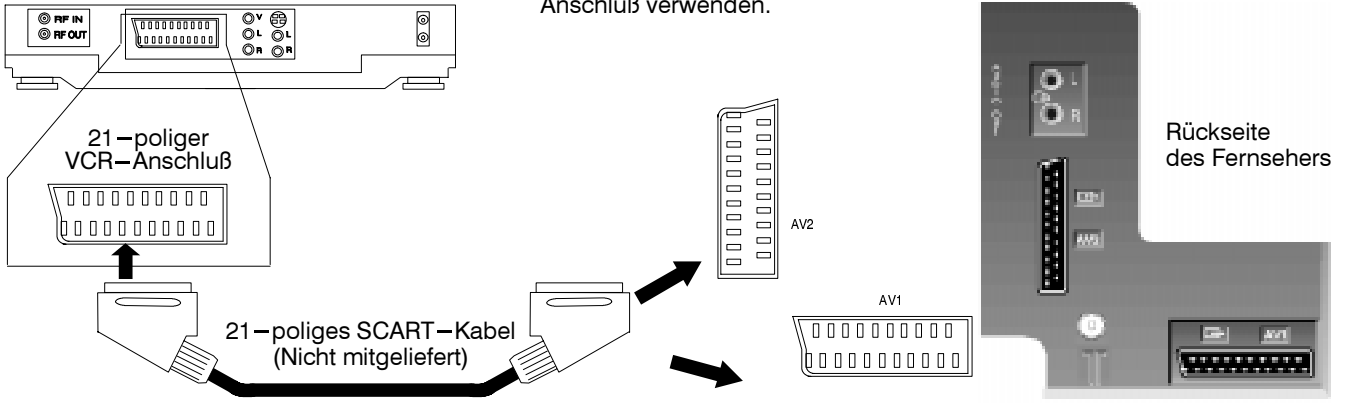 Anschluß verwenden.
RF IN
RF OUT
V
L
L
R
R
21–poliger
VCR–Anschluß
21–poliges SCART–Kabel
(Nicht mitgeliefert)
AV2
AV1
L
R
Rückseite
des Fernsehers
AV1